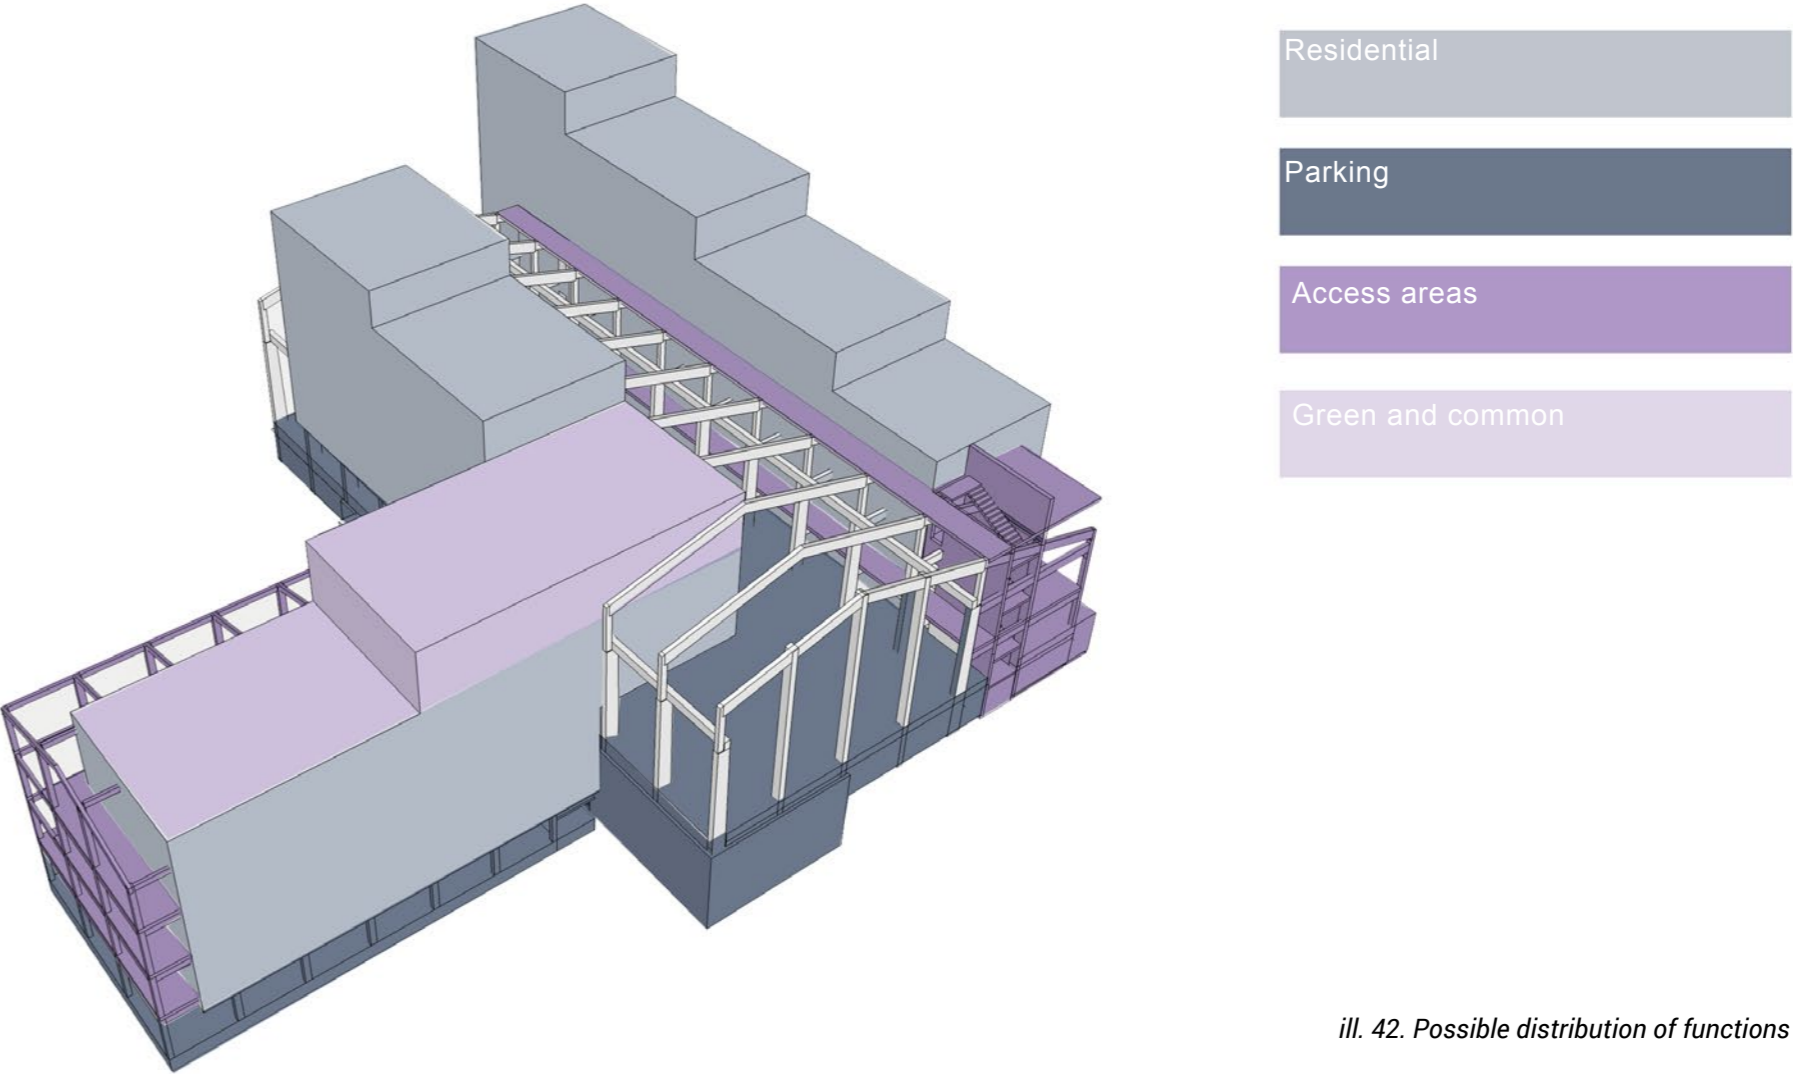 Residential
Parking
Access areas
Green and common
ill. 42. Possible distribution of functions